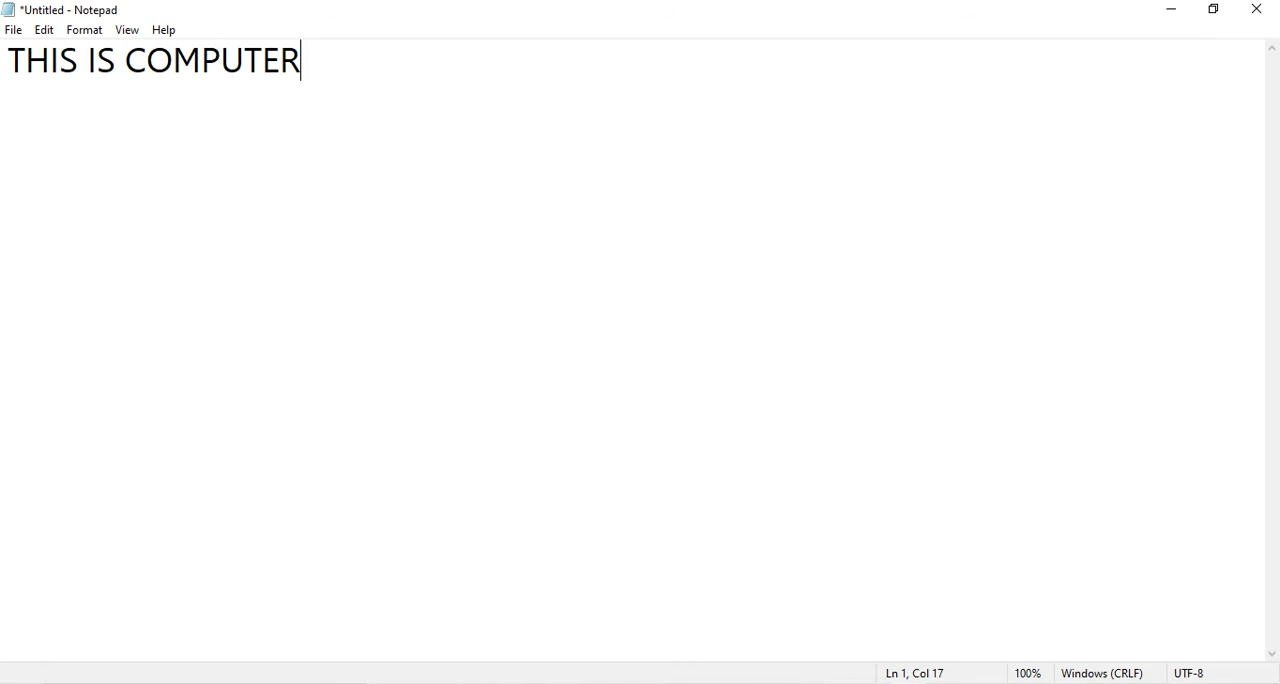 *Untitled - Notepad
File Edit Format View Help
THIS IS COMPUTER
Ln 1, Col 17 100% Windows (CRLF) UTF-8